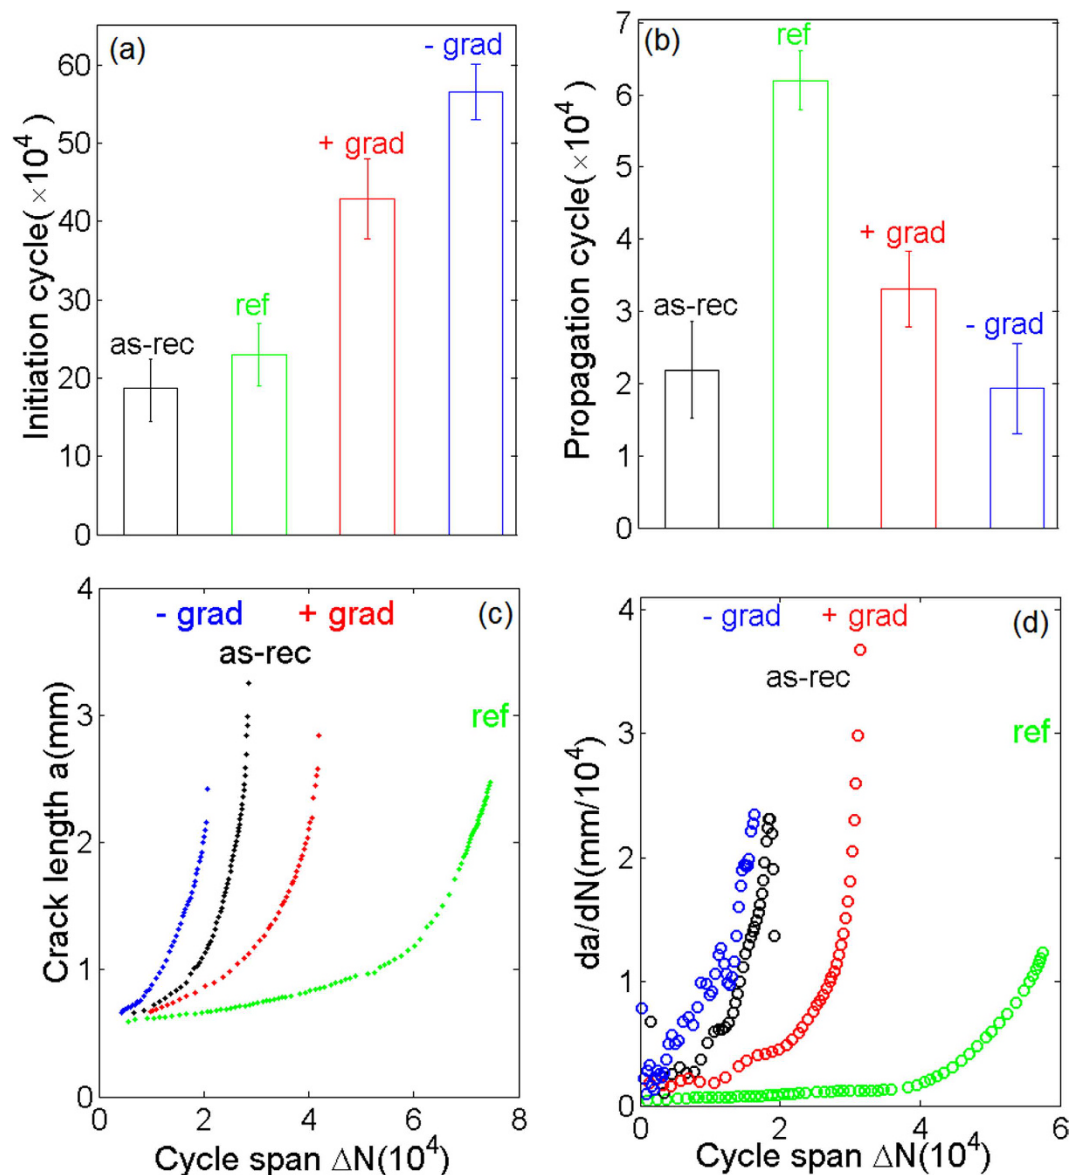 (a)
- grad
+ grad
ref
as-rec
60
50
40
30
20
10
0
Initiation cycle(×10⁴)
(b)
ref
+ grad
as-rec
- grad
7
6
5
4
3
2
1
0
Propagation cycle(×10⁴)
- grad + grad (c)
as-rec
ref
4
3
2
1
0
0 2 4 6 8
Crack length a(mm)
Cycle span ΔN(10⁴)
- grad + grad (d)
as-rec
ref
4
3
2
1
0
0 2 4 6
da/dN(mm/10⁴)
Cycle span ΔN(10⁴)